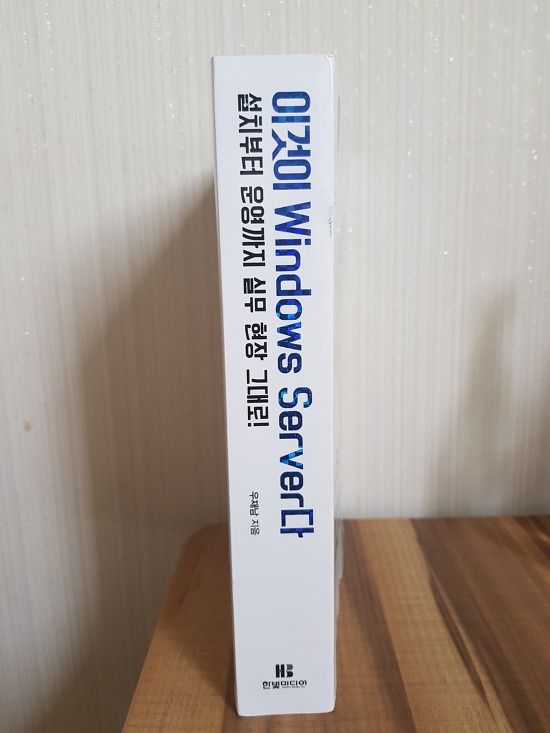 이것이 Windows Server다
설치부터 운영까지 실무 현장 그대로!
우재남 지음
HB
한빛미디어